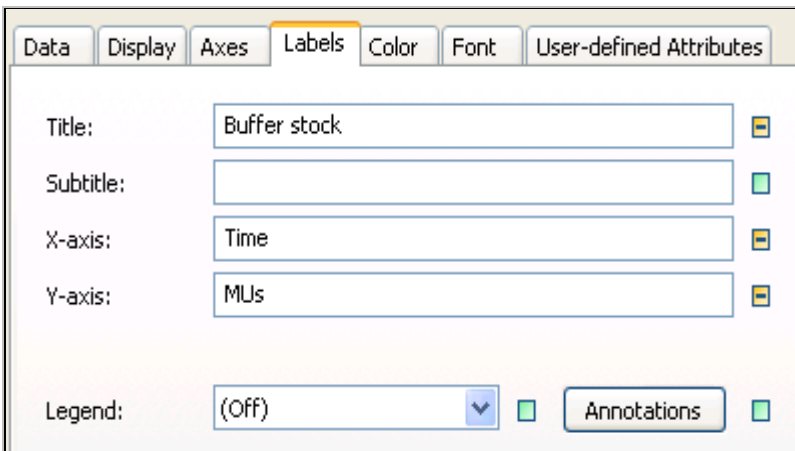 Data Display Axes Labels Color Font User-defined Attributes
Title: Buffer stock
Subtitle:
X-axis: Time
Y-axis: MUs
Legend: (Off) Annotations